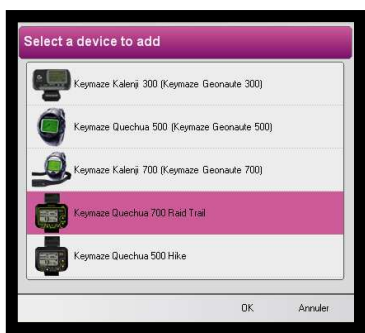 Select a device to add
Keymaze Kalenji 300 (Keymaze Geonaute 300)
Keymaze Quechua 500 (Keymaze Geonaute 500)
Keymaze Kalenji 700 (Keymaze Geonaute 700)
Keymaze Quechua 700 Raid Trail
Keymaze Quechua 500 Hike
OK Annuler